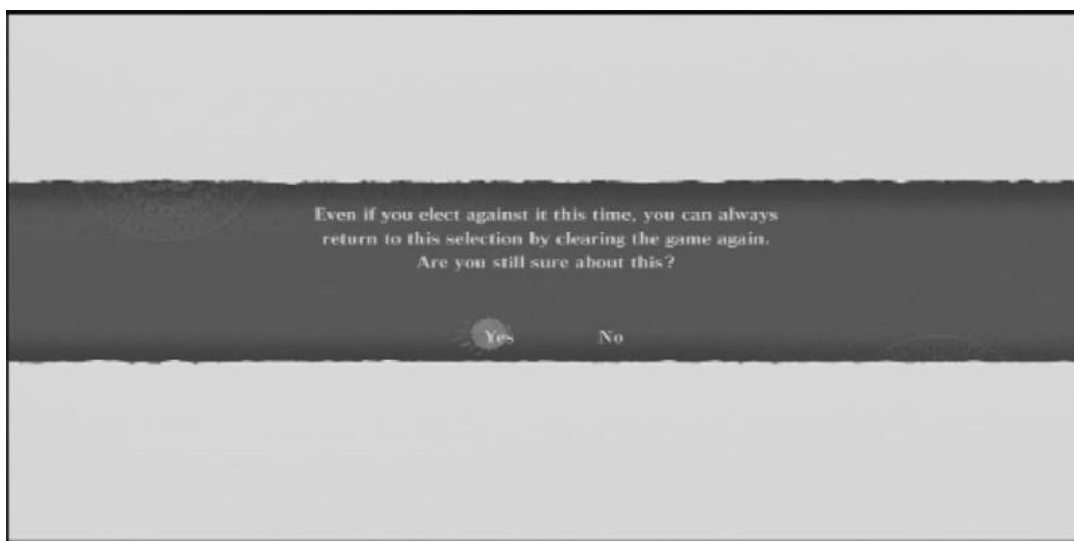 Even if you elect against it this time, you can always
return to this selection by clearing the game again.
Are you still sure about this?
Yes No